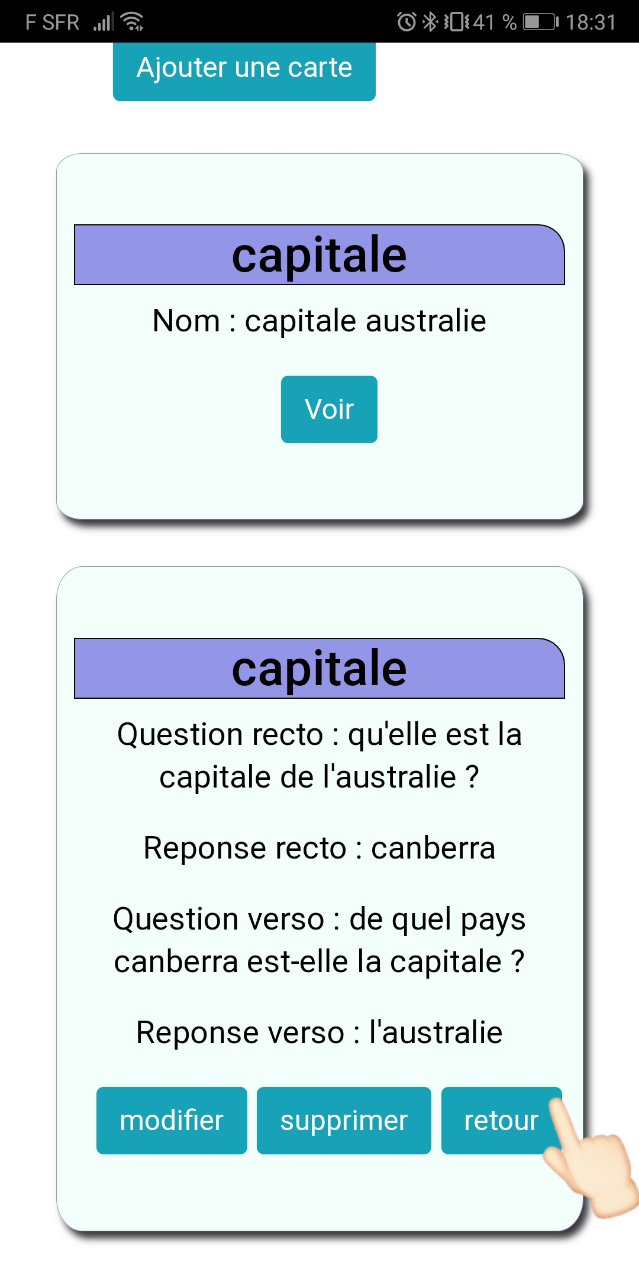 F SFR 41 % 18:31
Ajouter une carte
capitale
Nom : capitale australie
Voir
capitale
Question recto : qu'elle est la
capitale de l'australie ?
Reponse recto : canberra
Question verso : de quel pays
canberra est-elle la capitale ?
Reponse verso : l'australie
modifier supprimer retour